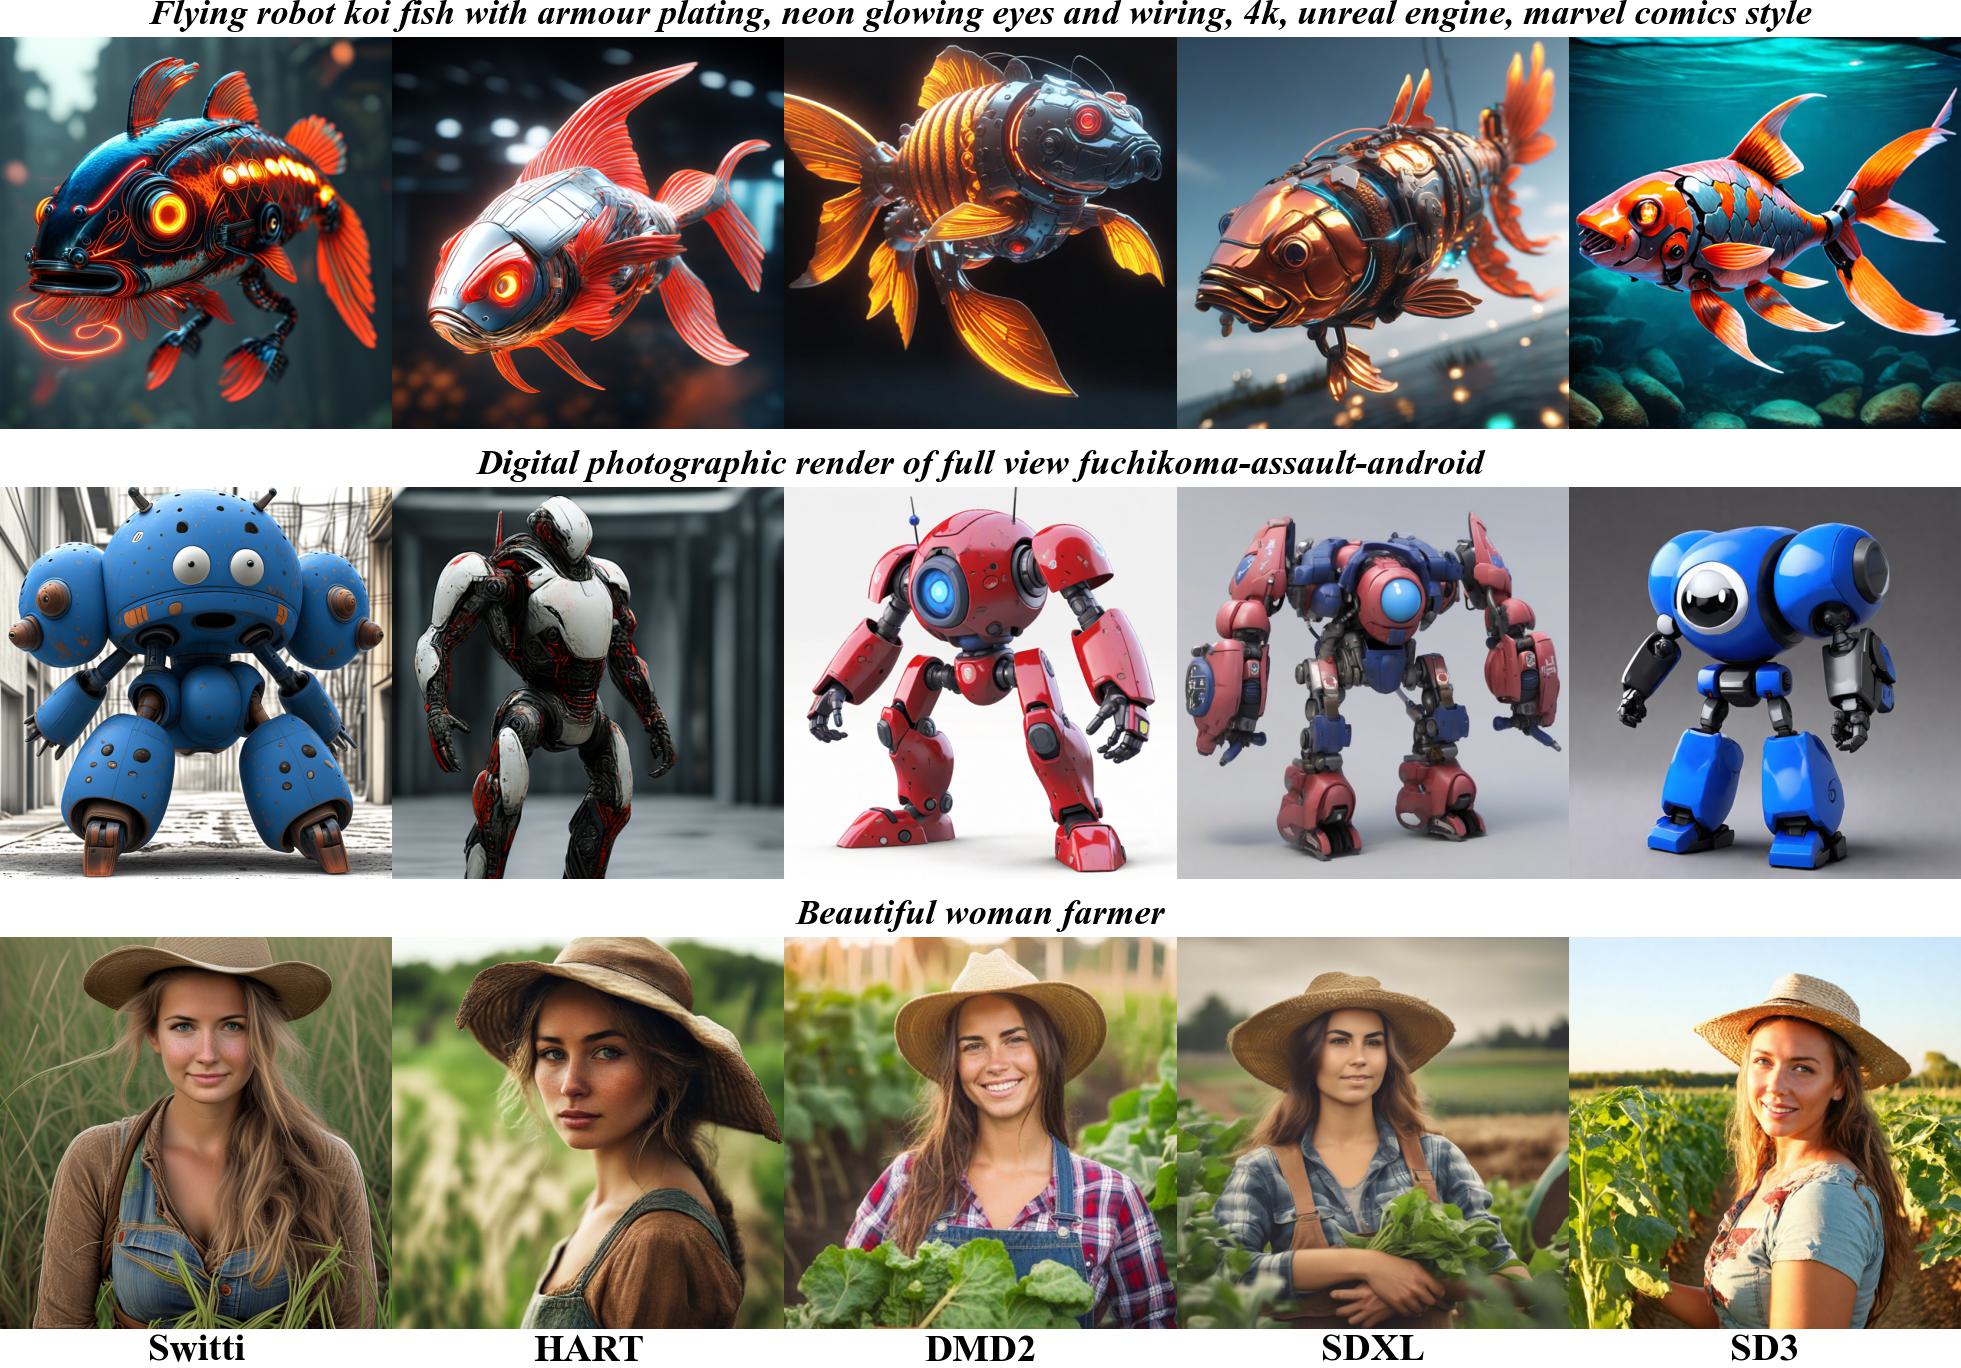 Flying robot koi fish with armour plating, neon glowing eyes and wiring, 4k, unreal engine, marvel comics style
Digital photographic render of full view fuchikoma-assault-android
Beautiful woman farmer
Switti HART DMD2 SDXL SD3